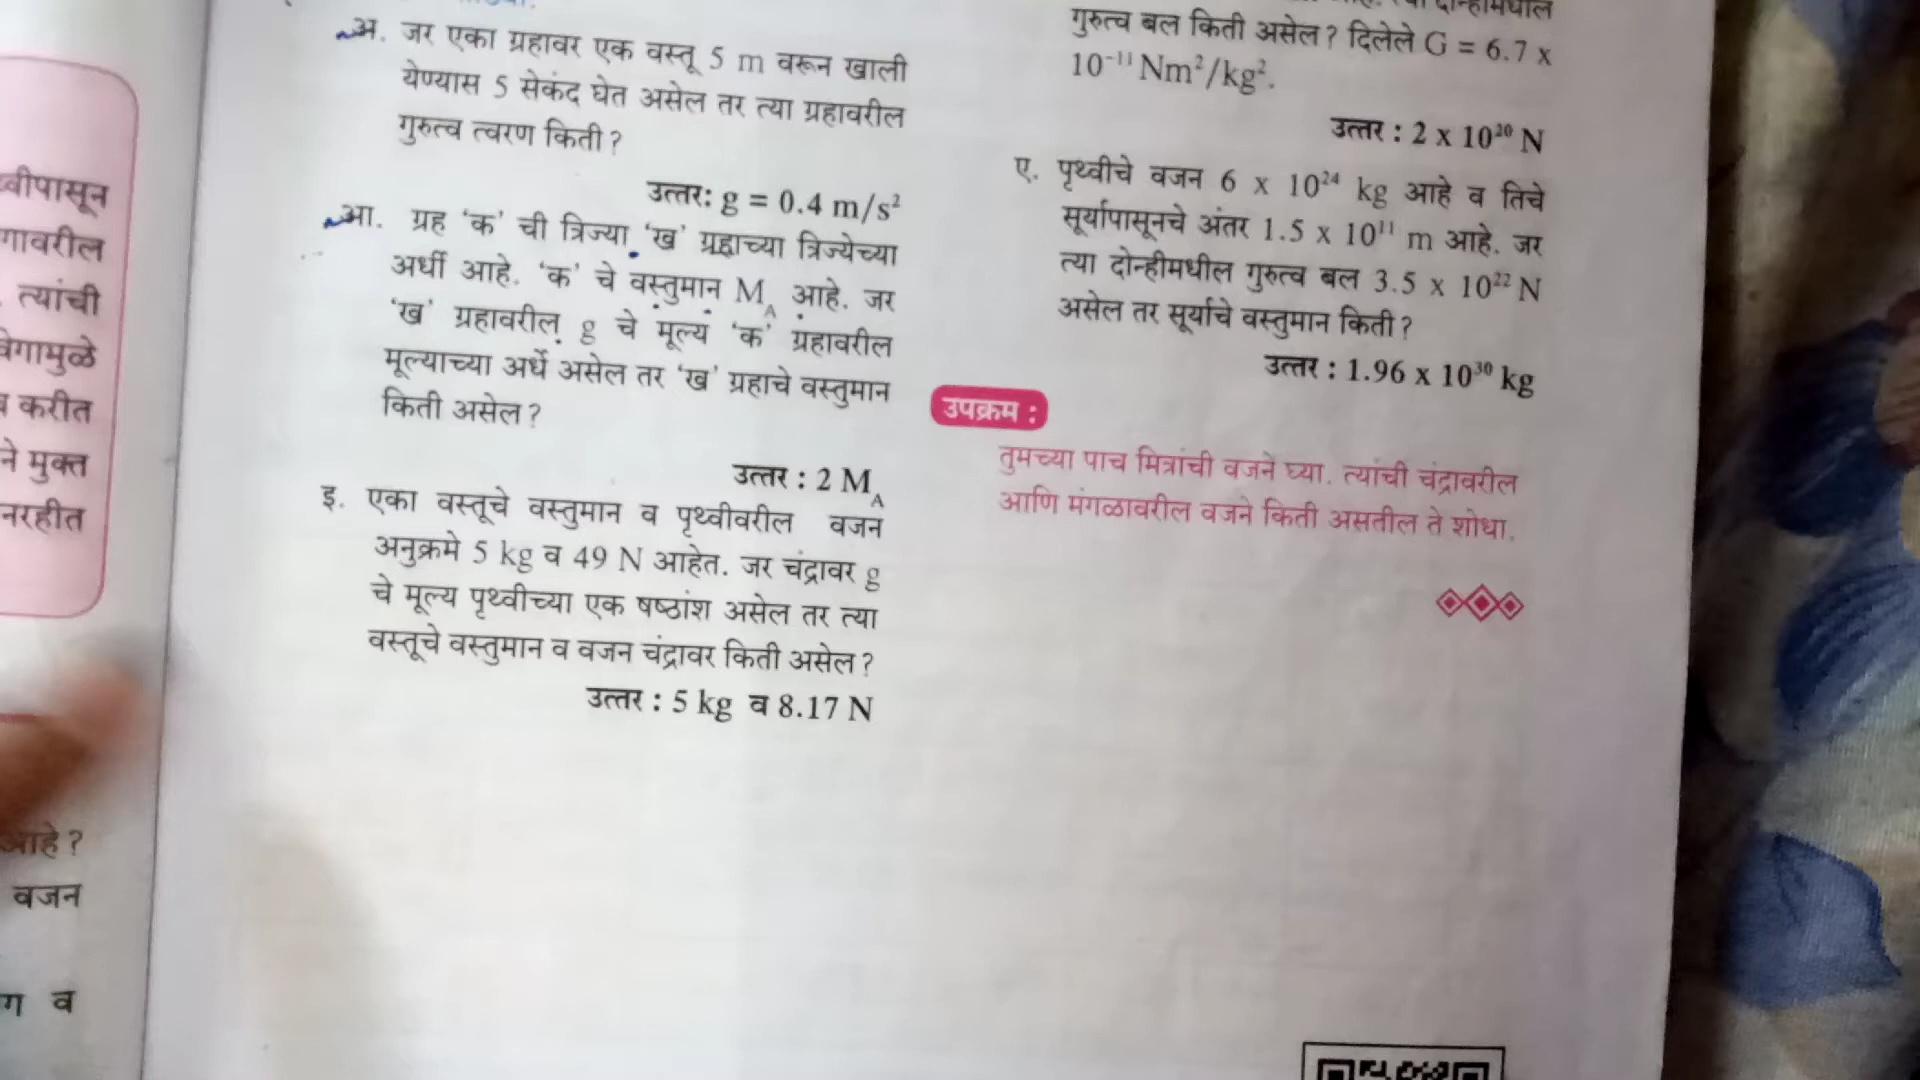 अ. जर एका ग्रहावर एक वस्तू 5 m वरून खाली
येण्यास 5 सेकंद घेत असेल तर त्या ग्रहावरील
गुरुत्व त्वरण किती?
उत्तर: g = 0.4 m/s²
आ. ग्रह ‘क’ ची त्रिज्या ‘ख’ ग्रहाच्या त्रिज्येच्या
अर्धी आहे. ‘क’ चे वस्तुमान M_A आहे. जर
‘ख’ ग्रहावरील g चे मूल्य ‘क’ ग्रहावरील
मूल्याच्या अर्धे असेल तर ‘ख’ ग्रहाचे वस्तुमान
किती असेल?
उत्तर : 2 M_A
इ. एका वस्तूचे वस्तुमान व पृथ्वीवरील वजन
अनुक्रमे 5 kg व 49 N आहेत. जर चंद्रावर g
चे मूल्य पृथ्वीच्या एक षष्ठांश असेल तर त्या
वस्तूचे वस्तुमान व वजन चंद्रावर किती असेल?
उत्तर : 5 kg व 8.17 N
गुरुत्व बल किती असेल? दिलेले G = 6.7 x
10⁻¹¹ Nm²/kg².
उत्तर : 2 x 10²⁰ N
ए. पृथ्वीचे वजन 6 x 10²⁴ kg आहे व तिचे
सूर्यापासूनचे अंतर 1.5 x 10¹¹ m आहे. जर
त्या दोन्हीमधील गुरुत्व बल 3.5 x 10²² N
असेल तर सूर्याचे वस्तुमान किती?
उत्तर : 1.96 x 10³⁰ kg
उपक्रम :
तुमच्या पाच मित्रांची वजने घ्या. त्यांची चंद्रावरील
आणि मंगळावरील वजने किती असतील ते शोधा.
त्यांची
करीत
ने मुक्त
आहे?
वजन
व